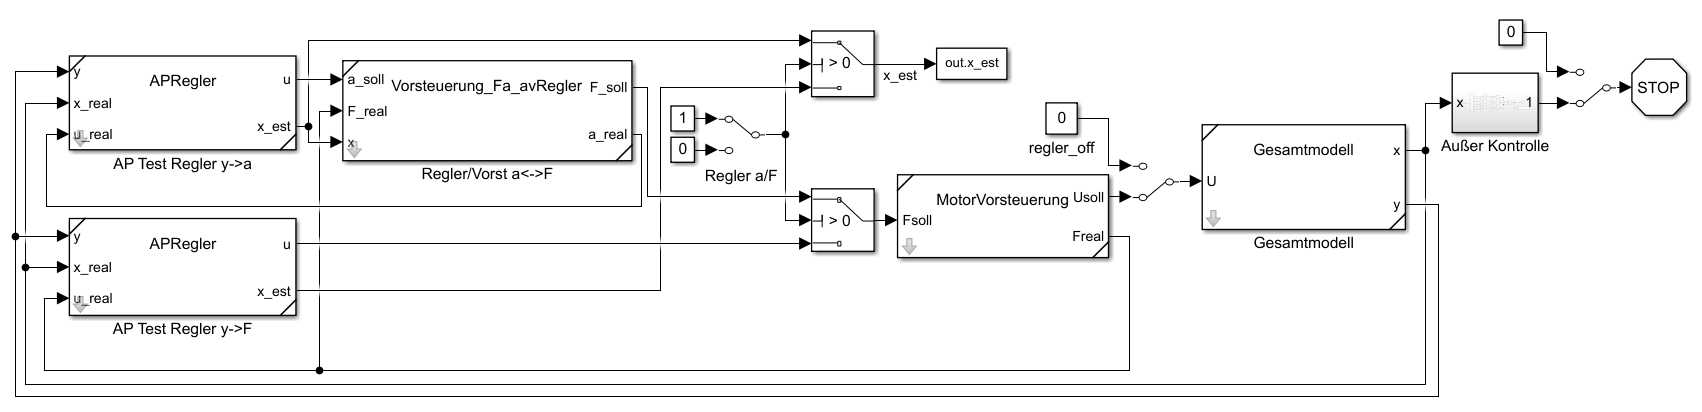 y
APRegler
u
x_real
u_real
x_est
AP Test Regler y->a
a_soll
Vorsteuerung_Fa_avRegler
F_soll
F_real
a_real
x
Regler/Vorst a<->F
y
APRegler
u
x_real
u_real
x_est
AP Test Regler y->F
1
0
Regler a/F
> 0
x_est
out.x_est
> 0
MotorVorsteuerung
Usoll
Fsoll
Freal
0
regler_off
Gesamtmodell
x
U
y
Gesamtmodell
x
1
Außer Kontrolle
0
STOP